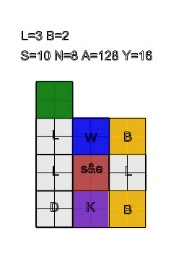 L=3 B=2
S=10 N=8 A=128 Y=16
L W B
L s&e L
D K B